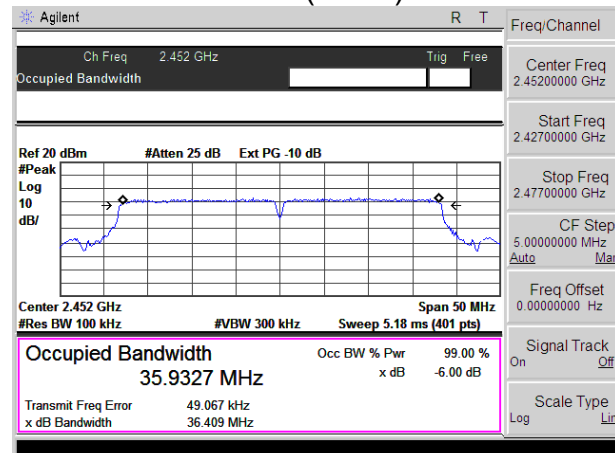 Agilent R T
Ch Freq 2.452 GHz Trig Free
Occupied Bandwidth
Ref 20 dBm #Atten 25 dB Ext PG -10 dB
#Peak
Log
10
dB/
Center 2.452 GHz Span 50 MHz
#Res BW 100 kHz #VBW 300 kHz Sweep 5.18 ms (401 pts)
Occupied Bandwidth Occ BW % Pwr 99.00 %
35.9327 MHz x dB -6.00 dB
Transmit Freq Error 49.067 kHz
x dB Bandwidth 36.409 MHz
Freq/Channel
Center Freq
2.45200000 GHz
Start Freq
2.42700000 GHz
Stop Freq
2.47700000 GHz
CF Step
5.00000000 MHz
Auto Man
Freq Offset
0.00000000 Hz
Signal Track
On Off
Scale Type
Log Lin